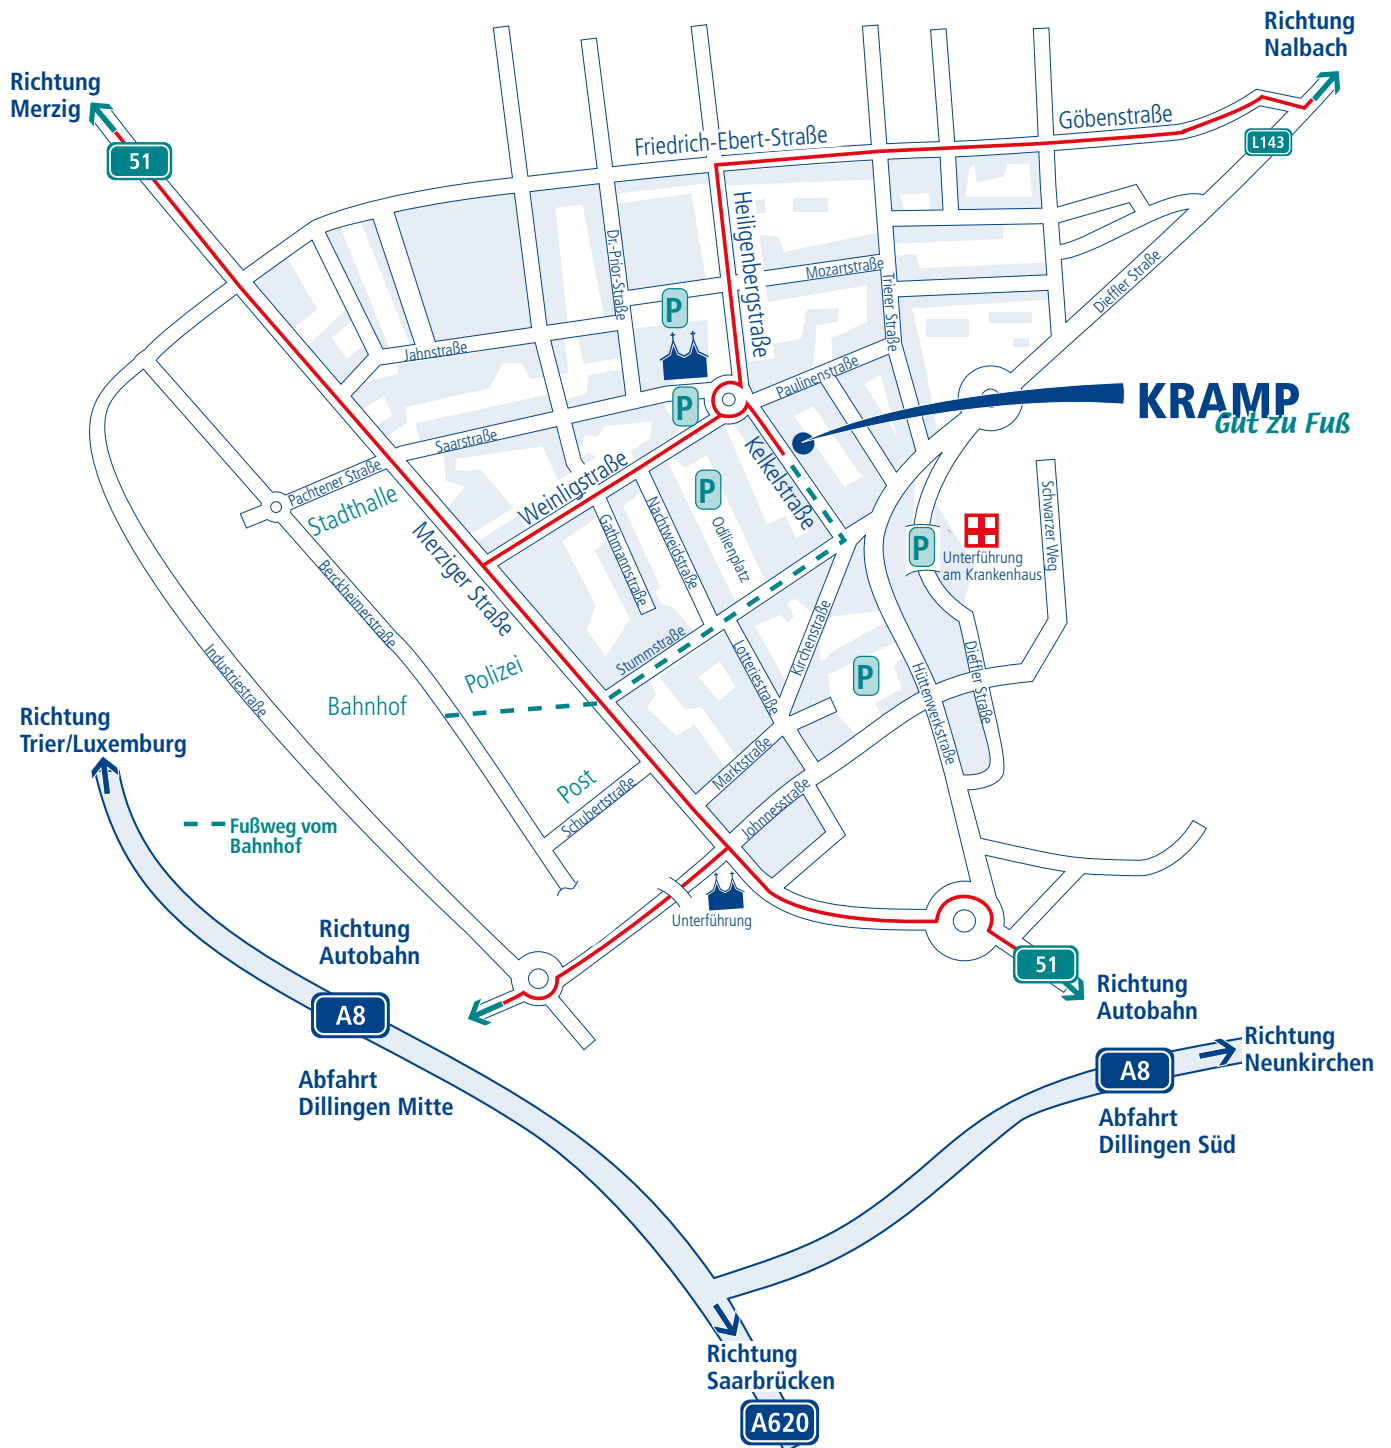 Richtung
Nalbach
Richtung
Merzig
51
Friedrich-Ebert-Straße
Göbenstraße
L143
Heiligenbergstraße
Dr.-Prior-Straße
Mozartstraße
Trierer Straße
Dieffler Straße
P
Jahnstraße
Paulinenstraße
P
KRAMP
Gut zu Fuß
Saarstraße
Kelkelstraße
Weinligstraße
Pachtener Straße
Stadthalle
P
Odilienplatz
Nachtweidstraße
Gathmannstraße
Merziger Straße
Schwarzer Weg
P
Unterführung
am Krankenhaus
Berckheimerstraße
Kirchenstraße
Stummstraße
Lotteriestraße
Industriestraße
Polizei
Bahnhof
P
Hüttenwerkstraße
Dieffler Straße
Richtung
Trier/Luxemburg
Marktstraße
Post
Schubertstraße
Johnnesstraße
Fußweg vom
Bahnhof
Unterführung
Richtung
Autobahn
51
Richtung
Autobahn
A8
Richtung
Neunkirchen
A8
Abfahrt
Dillingen Mitte
Abfahrt
Dillingen Süd
Richtung
Saarbrücken
A620